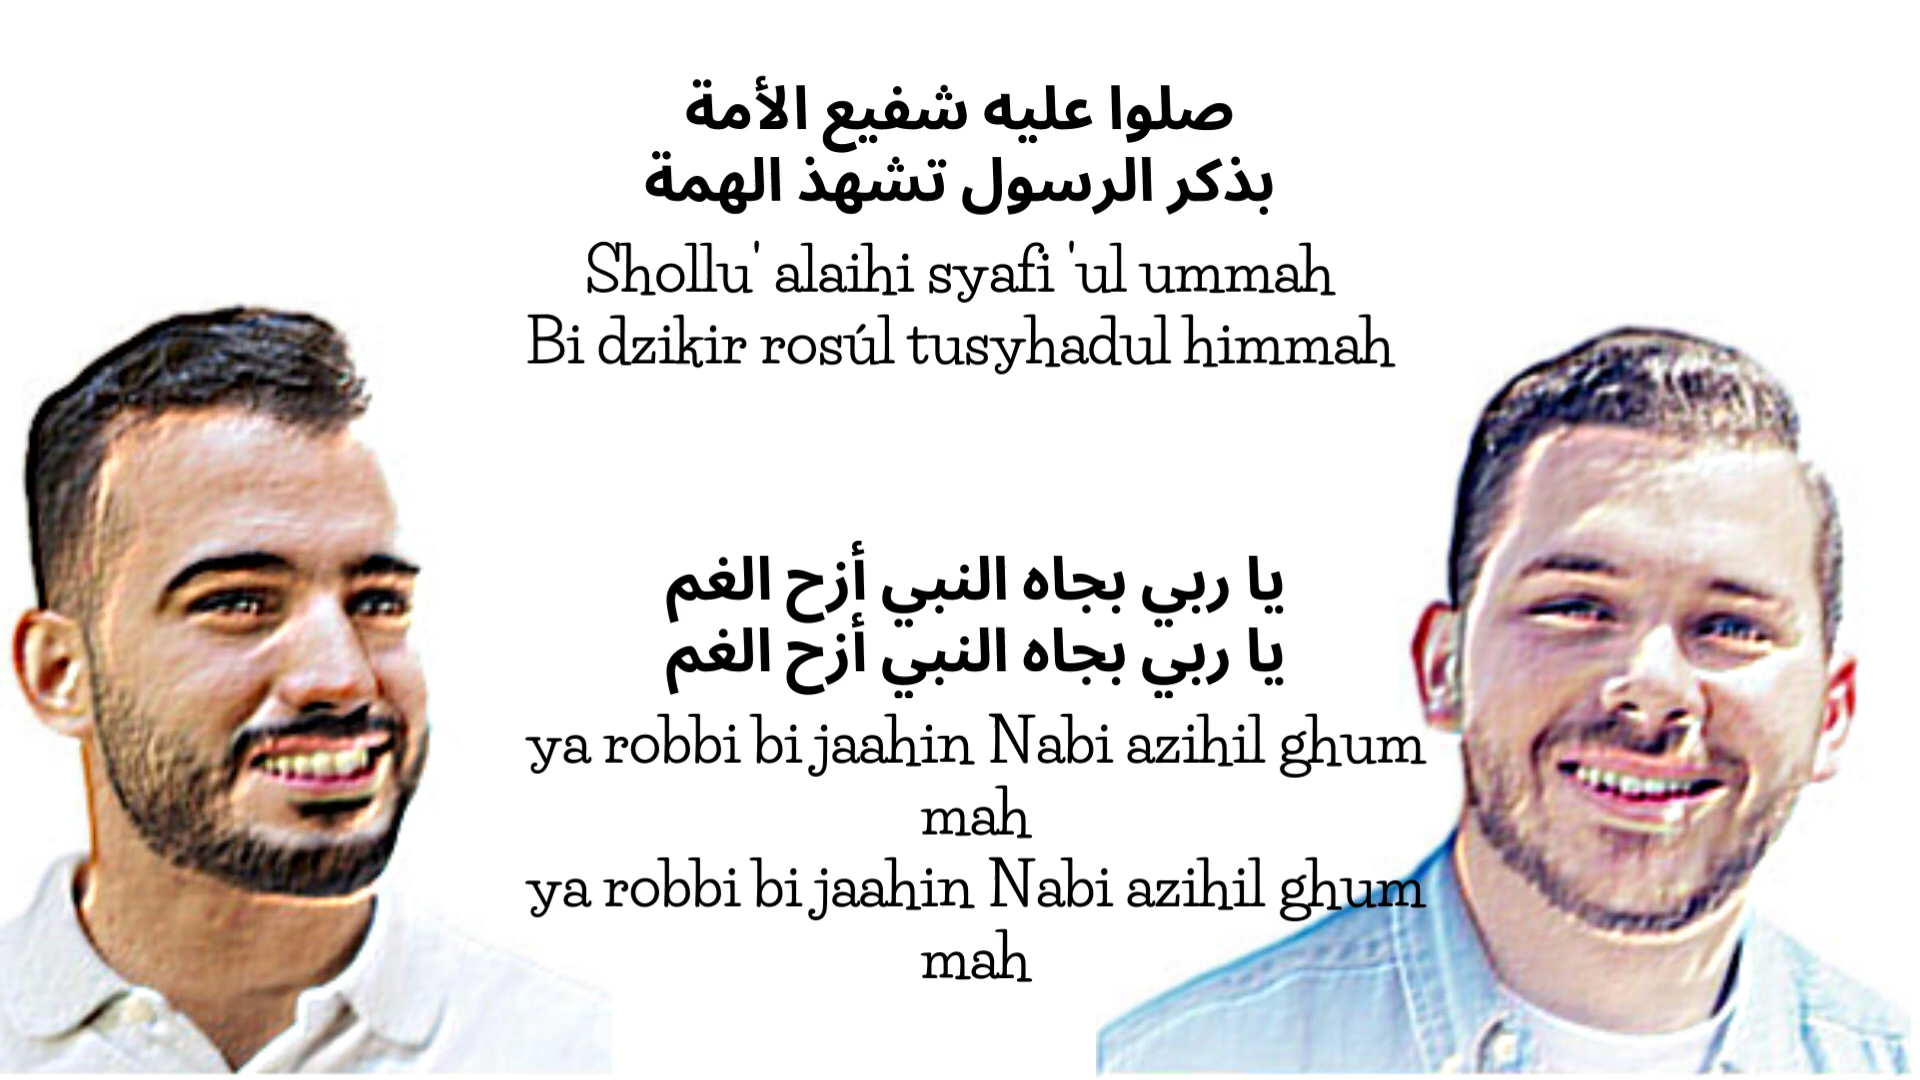 صلوا عليه شفيع الأمة
بذكر الرسول تشهذ الهمة
Shollu' alaihi syafi 'ul ummah
Bi dzikir rosúl tusyhadul himmah
يا ربي بجاه النبي أزح الغم
يا ربي بجاه النبي أزح الغم
ya robbi bi jaahin Nabi azihil ghum
mah
ya robbi bi jaahin Nabi azihil ghum
mah